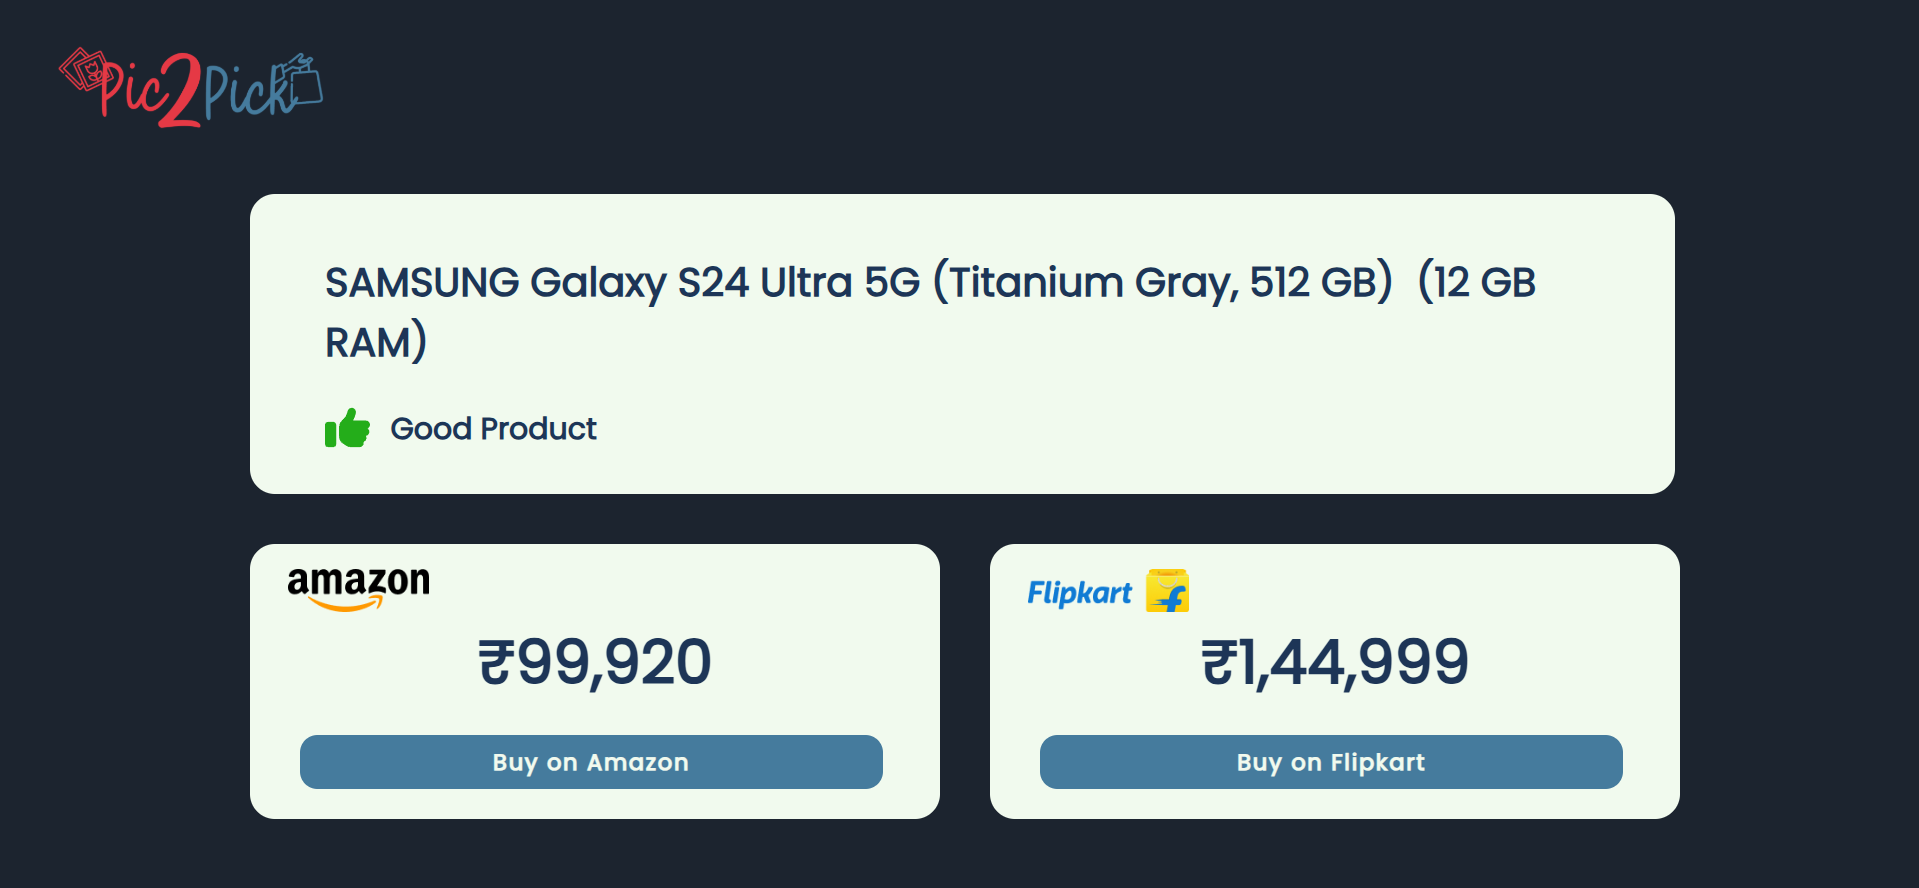 Pic2Pick
SAMSUNG Galaxy S24 Ultra 5G (Titanium Gray, 512 GB)  (12 GB
RAM)
Good Product
amazon
₹99,920
Buy on Amazon
Flipkart
₹1,44,999
Buy on Flipkart